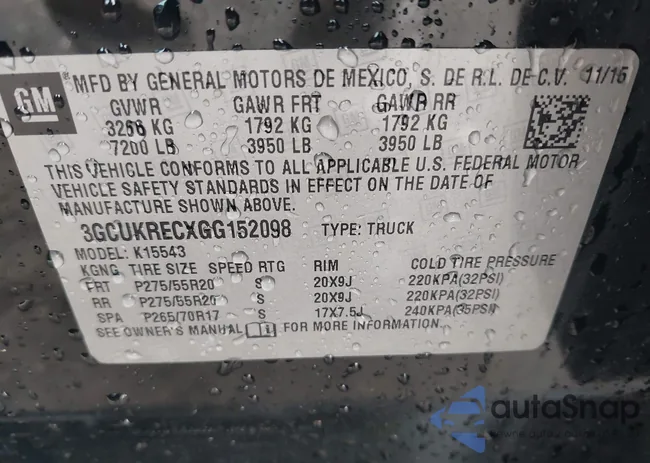 GM
MFD BY GENERAL MOTORS DE MEXICO, S. DE R.L. DE C.V. 11/15
GVWR GAWR FRT GAWR RR
3266 KG 1792 KG 1792 KG
7200 LB 3950 LB 3950 LB
THIS VEHICLE CONFORMS TO ALL APPLICABLE U.S. FEDERAL MOTOR
VEHICLE SAFETY STANDARDS IN EFFECT ON THE DATE OF
MANUFACTURE SHOWN ABOVE.
3GCUKRECXGG152098 TYPE: TRUCK
MODEL: K15543
KGNG TIRE SIZE SPEED RTG RIM COLD TIRE PRESSURE
FRT P275/55R20 S 20X9J 220KPA(32PSI)
RR P275/55R20 S 20X9J 220KPA(32PSI)
SPA P265/70R17 S 17X7.5J 240KPA(35PSI)
SEE OWNER'S MANUAL FOR MORE INFORMATION.
autoSnap